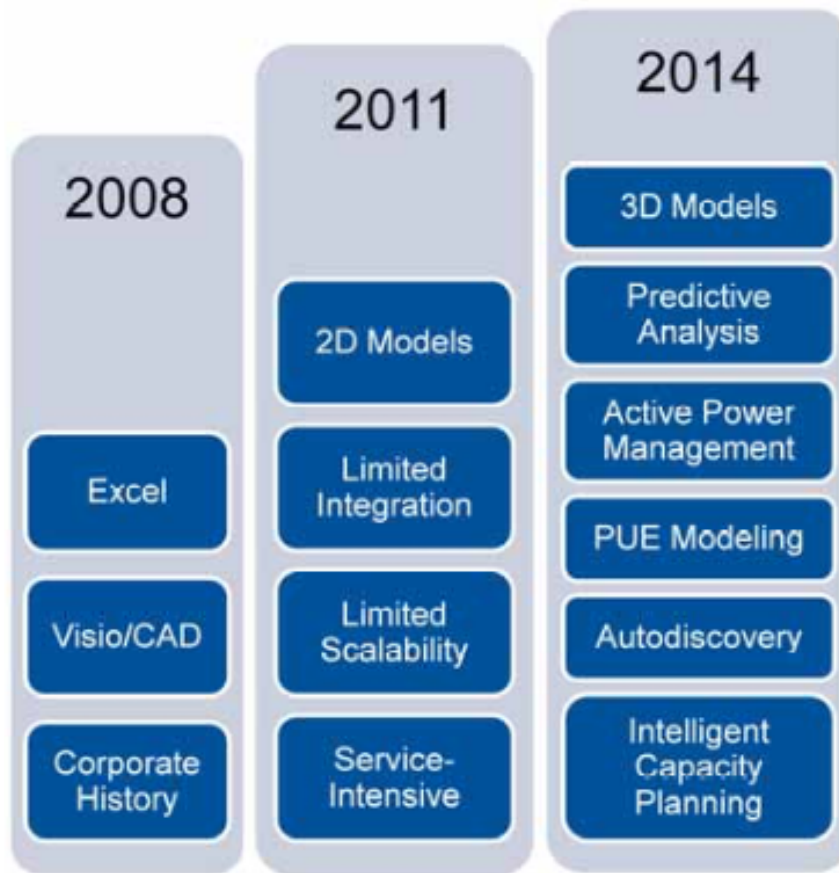 2008
Excel
Visio/CAD
Corporate
History
2011
2D Models
Limited
Integration
Limited
Scalability
Service-
Intensive
2014
3D Models
Predictive
Analysis
Active Power
Management
PUE Modeling
Autodiscovery
Intelligent
Capacity
Planning